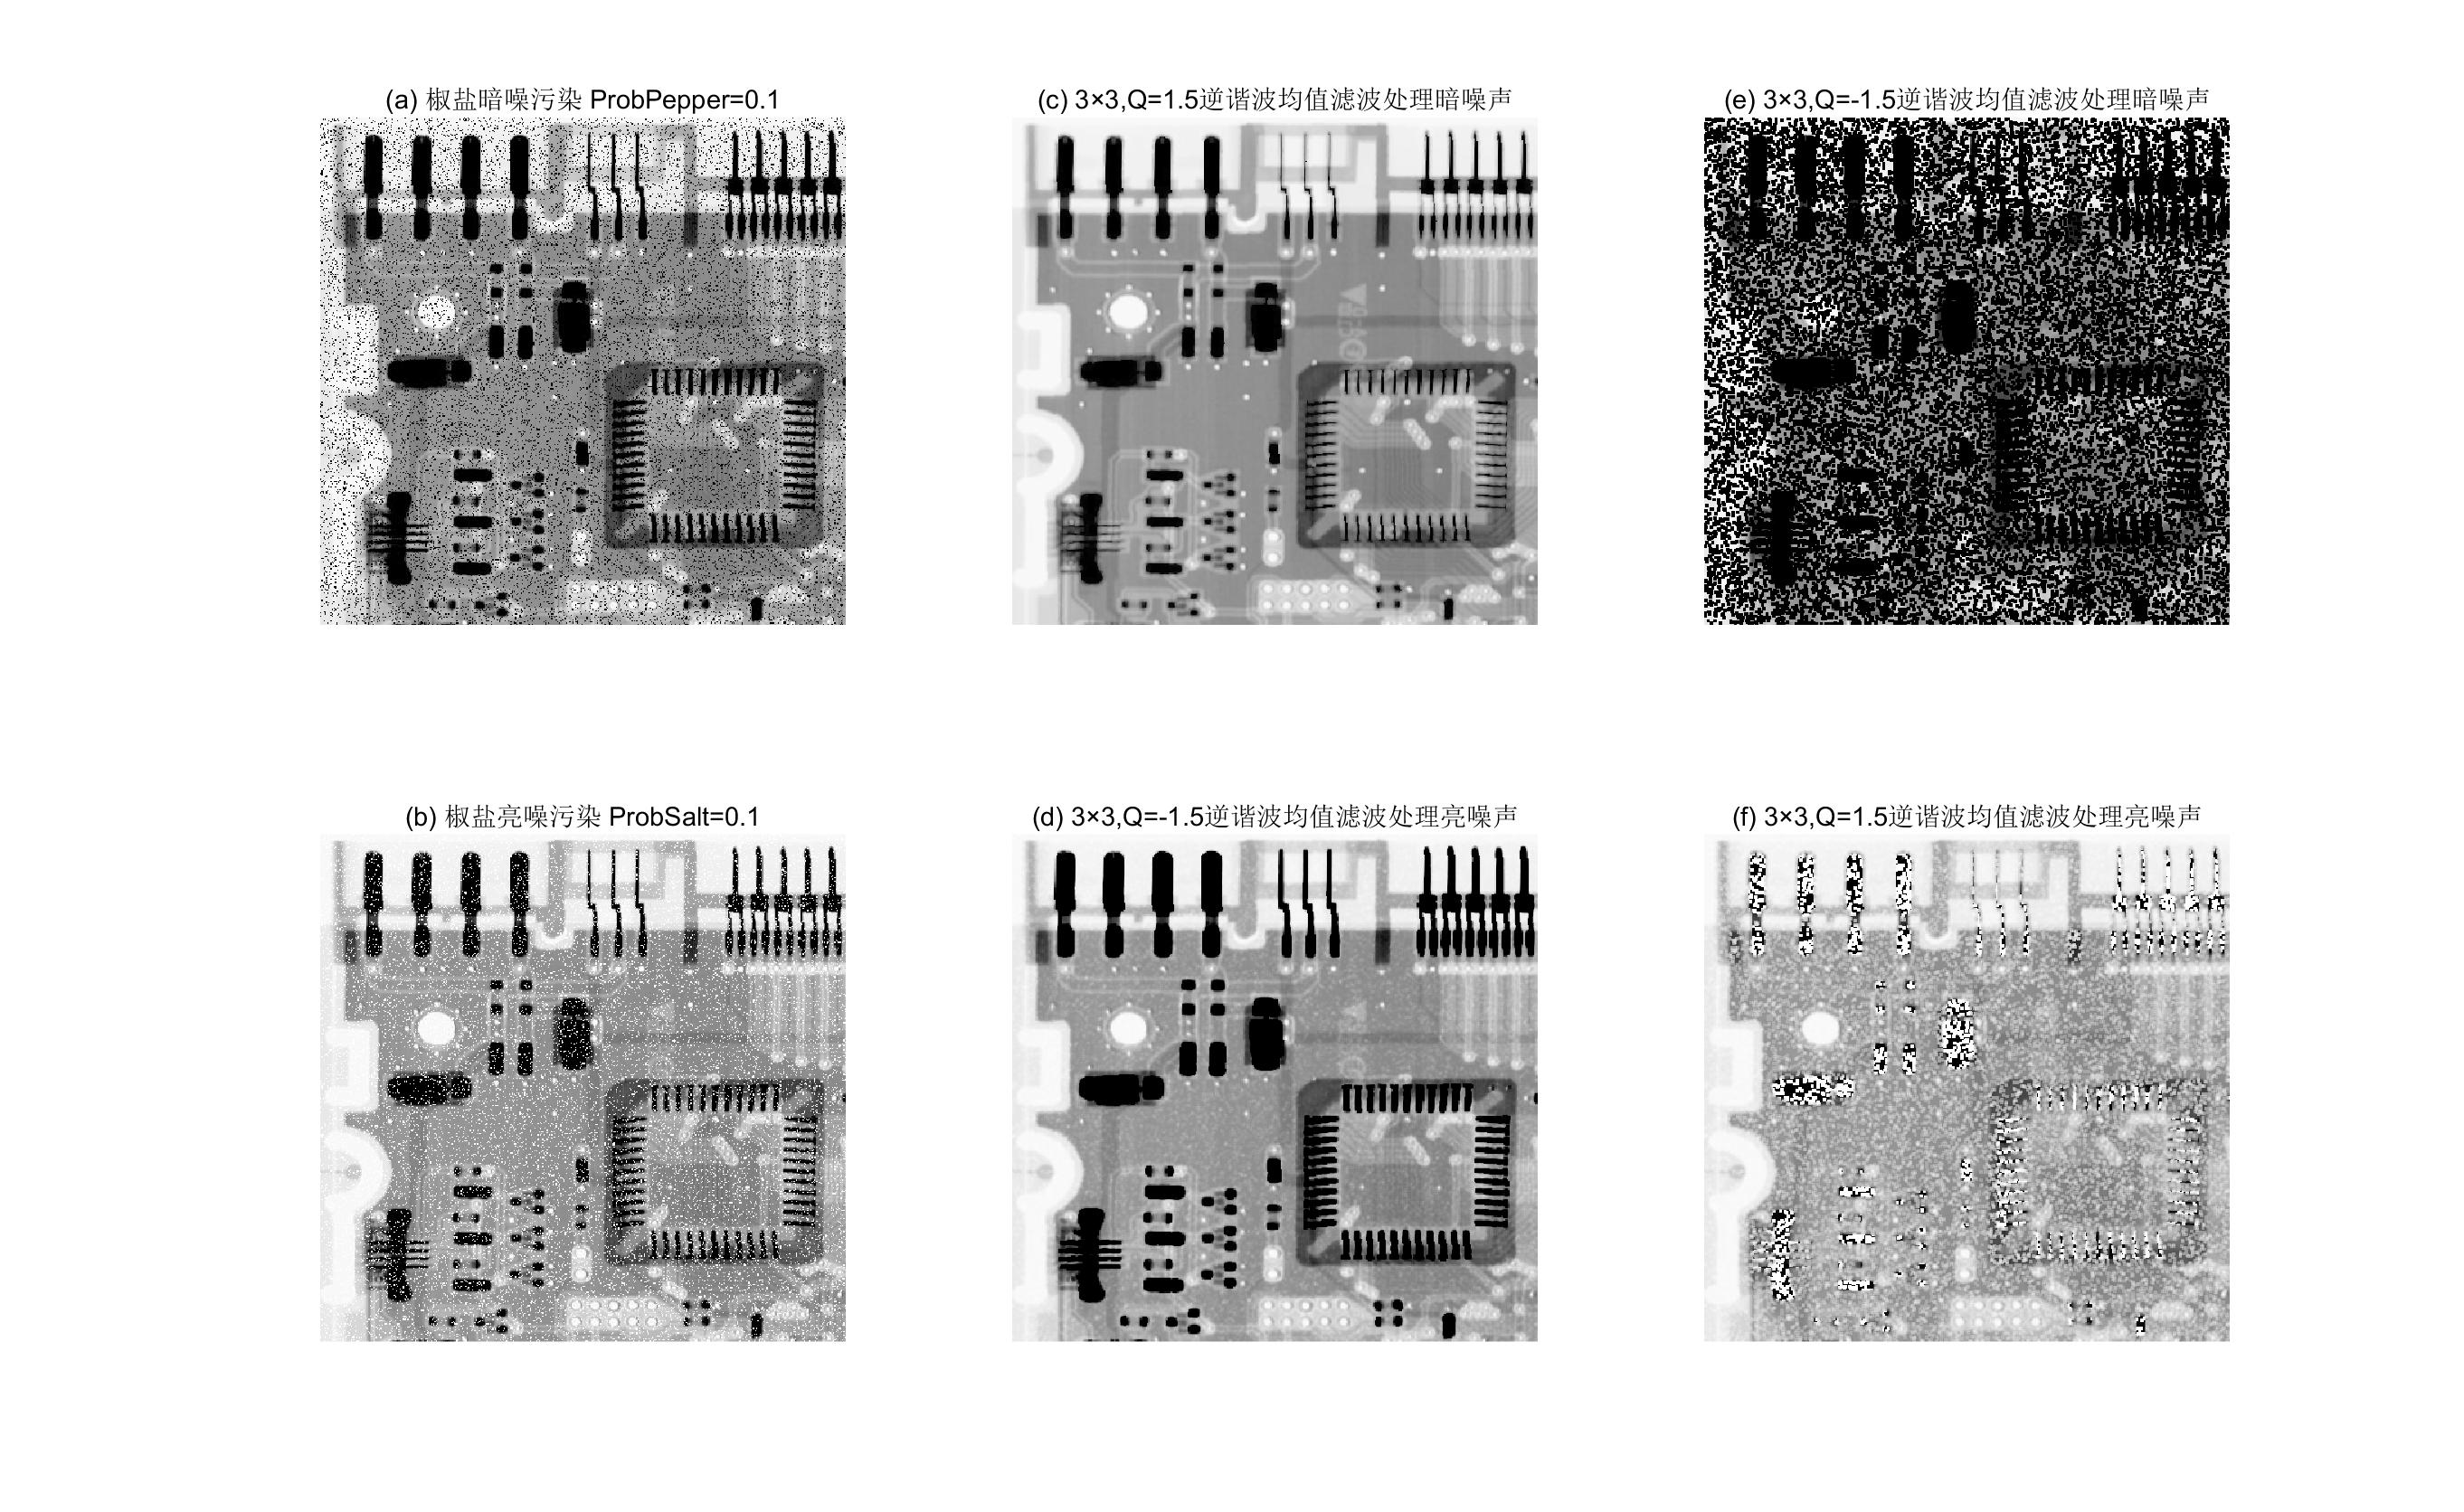 (a) 椒盐暗噪污染 ProbPepper=0.1
(c) 3×3,Q=1.5逆谐波均值滤波处理暗噪声
(e) 3×3,Q=-1.5逆谐波均值滤波处理暗噪声
(b) 椒盐亮噪污染 ProbSalt=0.1
(d) 3×3,Q=-1.5逆谐波均值滤波处理亮噪声
(f) 3×3,Q=1.5逆谐波均值滤波处理亮噪声